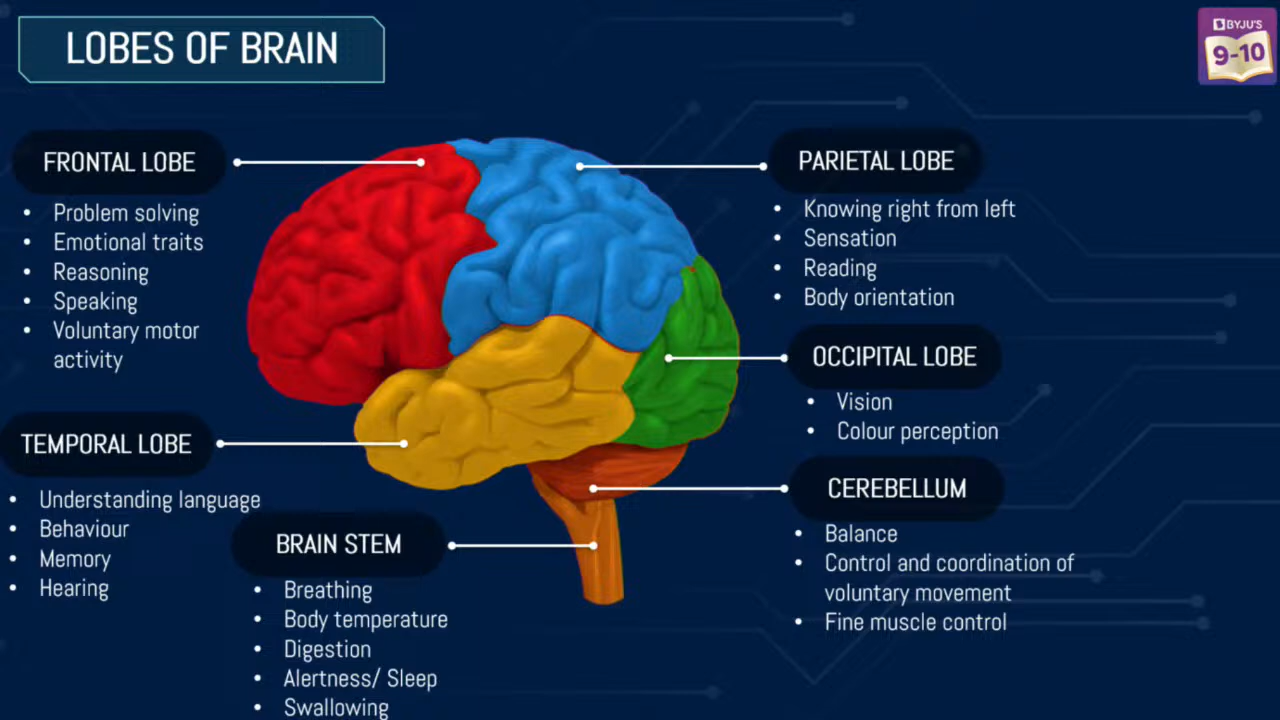 LOBES OF BRAIN
BYJU'S
9-10
FRONTAL LOBE
• Problem solving
• Emotional traits
• Reasoning
• Speaking
• Voluntary motor
activity
PARIETAL LOBE
• Knowing right from left
• Sensation
• Reading
• Body orientation
OCCIPITAL LOBE
• Vision
• Colour perception
TEMPORAL LOBE
• Understanding language
• Behaviour
• Memory
• Hearing
BRAIN STEM
• Breathing
• Body temperature
• Digestion
• Alertness/ Sleep
• Swallowing
CEREBELLUM
• Balance
• Control and coordination of
voluntary movement
• Fine muscle control